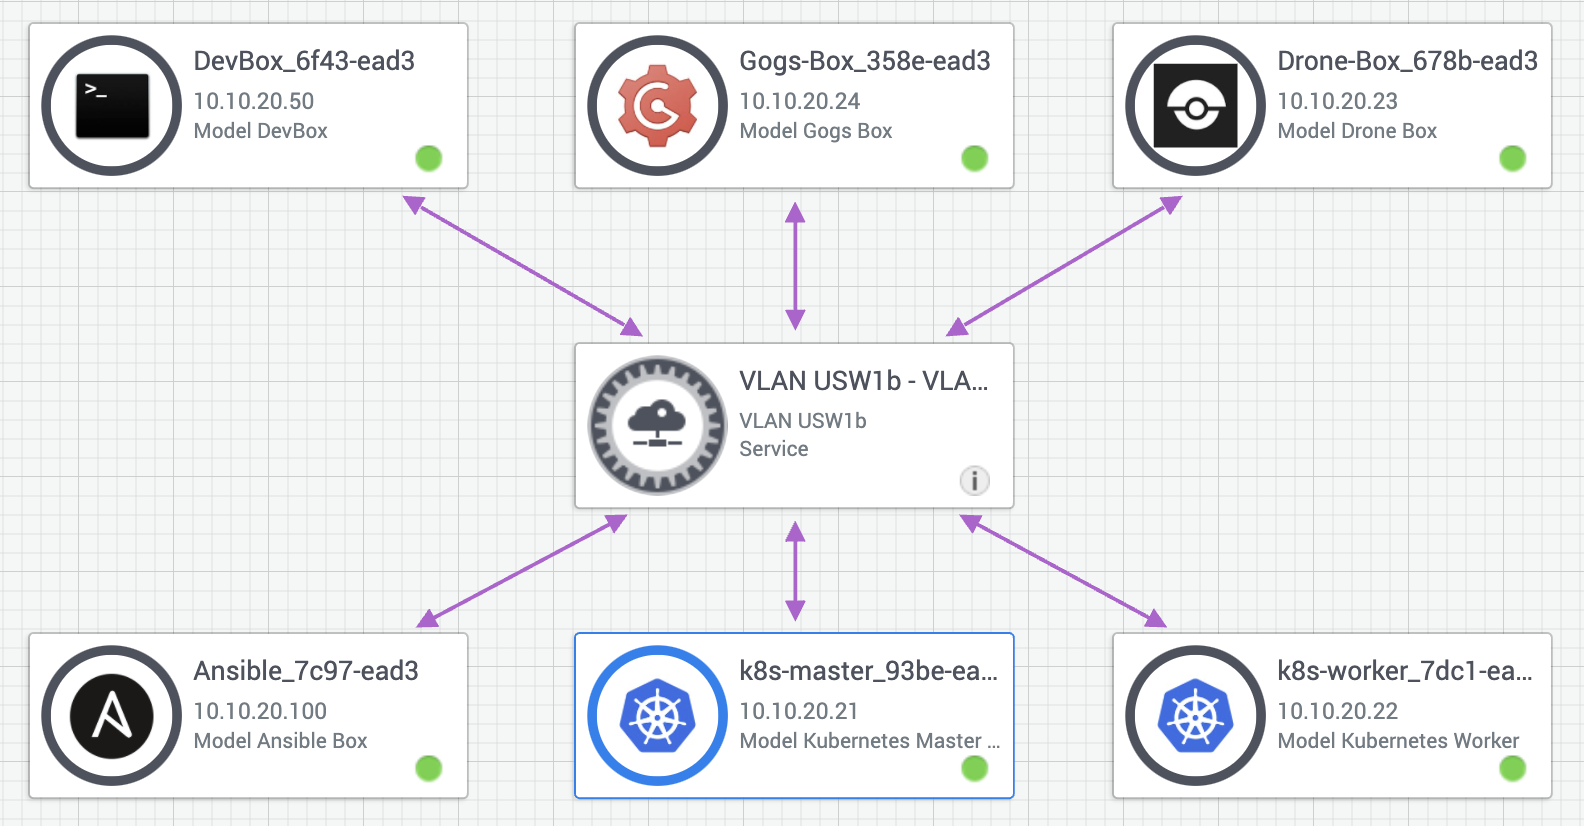 DevBox_6f43-ead3
10.10.20.50
Model DevBox
>_
Gogs-Box_358e-ead3
10.10.20.24
Model Gogs Box
Drone-Box_678b-ead3
10.10.20.23
Model Drone Box
VLAN USW1b - VLA...
VLAN USW1b
Service
i
Ansible_7c97-ead3
10.10.20.100
Model Ansible Box
k8s-master_93be-ea...
10.10.20.21
Model Kubernetes Master ...
k8s-worker_7dc1-ea...
10.10.20.22
Model Kubernetes Worker